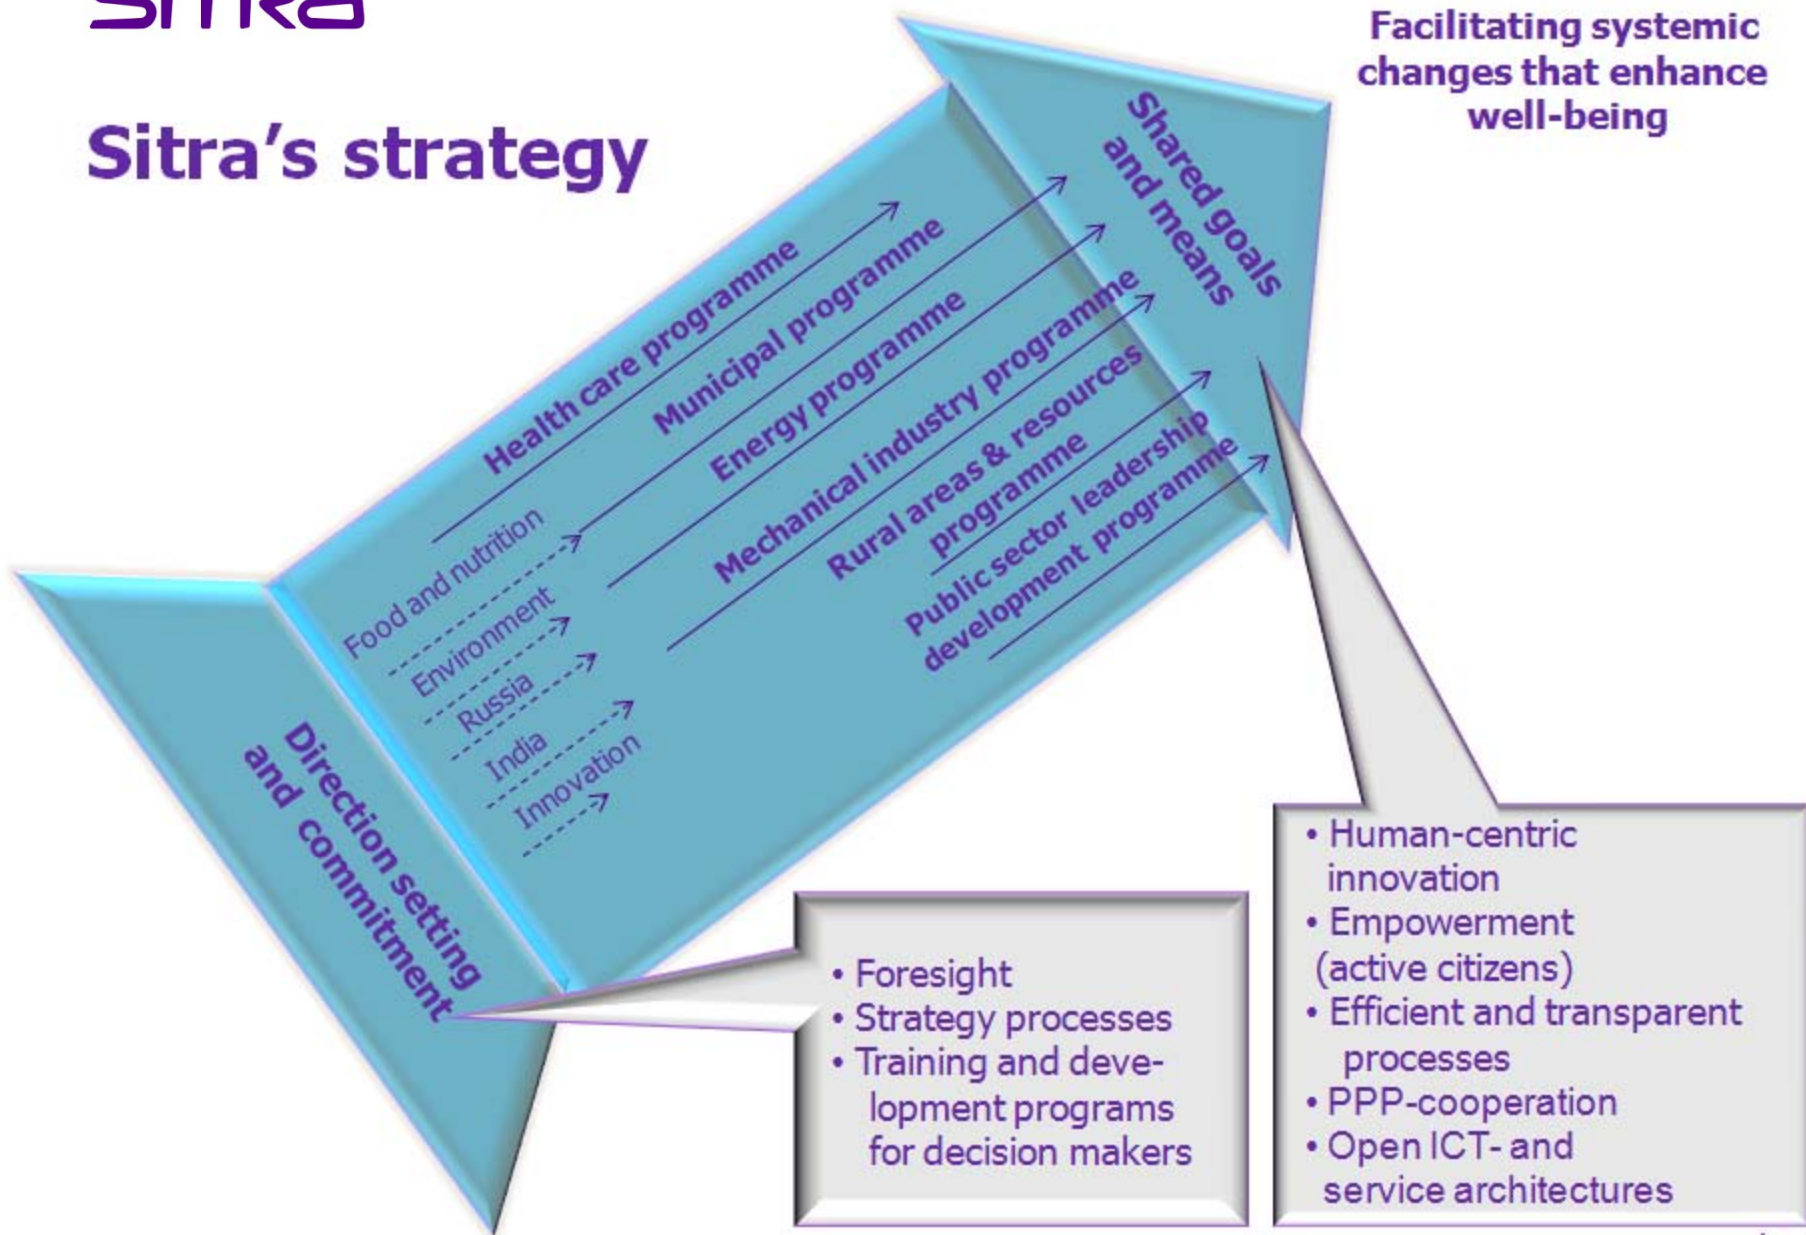 SITRA
Sitra's strategy
Facilitating systemic
changes that enhance
well-being
Shared goals
and means
Health care programme
Municipal programme
Energy programme
Mechanical industry programme
Rural areas & resources
programme
Public sector leadership
development programme
Food and nutrition
Environment
Russia
India
Innovation
Direction setting
and commitment
• Foresight
• Strategy processes
• Training and deve-
lopment programs
for decision makers
• Human-centric
innovation
• Empowerment
(active citizens)
• Efficient and transparent
processes
• PPP-cooperation
• Open ICT- and
service architectures